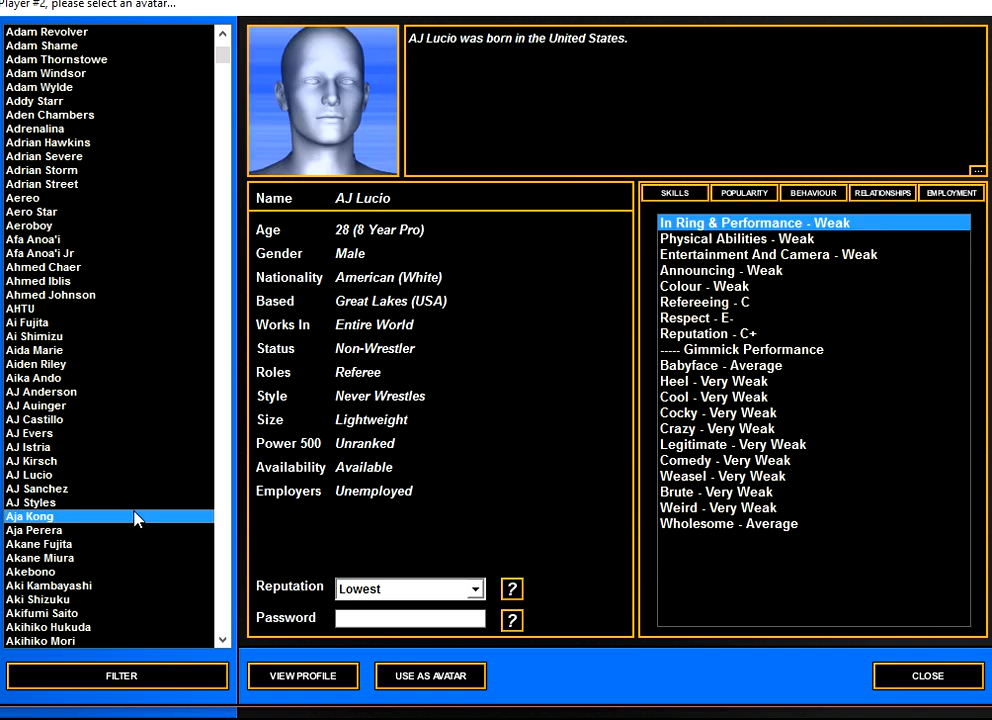 Player #2, please select an avatar...
Adam Revolver
Adam Shame
Adam Thornstowe
Adam Windsor
Adam Wylde
Addy Starr
Aden Chambers
Adrenalina
Adrian Hawkins
Adrian Severe
Adrian Storm
Adrian Street
Aereo
Aero Star
Aeroboy
Afa Anoa'i
Afa Anoa'i Jr
Ahmed Chaer
Ahmed Iblis
Ahmed Johnson
AHTU
Ai Fujita
Ai Shimizu
Aida Marie
Aiden Riley
Aika Ando
AJ Anderson
AJ Auinger
AJ Castillo
AJ Evers
AJ Istria
AJ Kirsch
AJ Lucio
AJ Sanchez
AJ Styles
Aja Kong
Aja Perera
Akane Fujita
Akane Miura
Akebono
Aki Kambayashi
Aki Shizuku
Akifumi Saito
Akihiko Hukuda
Akihiko Mori
FILTER
AJ Lucio was born in the United States.
...
Name AJ Lucio
Age 28 (8 Year Pro)
Gender Male
Nationality American (White)
Based Great Lakes (USA)
Works In Entire World
Status Non-Wrestler
Roles Referee
Style Never Wrestles
Size Lightweight
Power 500 Unranked
Availability Available
Employers Unemployed
Reputation Lowest ?
Password ?
SKILLS POPULARITY BEHAVIOUR RELATIONSHIPS EMPLOYMENT
In Ring & Performance - Weak
Physical Abilities - Weak
Entertainment And Camera - Weak
Announcing - Weak
Colour - Weak
Refereeing - C
Respect - E-
Reputation - C+
----- Gimmick Performance
Babyface - Average
Heel - Very Weak
Cool - Very Weak
Cocky - Very Weak
Crazy - Very Weak
Legitimate - Very Weak
Comedy - Very Weak
Weasel - Very Weak
Brute - Very Weak
Weird - Very Weak
Wholesome - Average
VIEW PROFILE
USE AS AVATAR
CLOSE